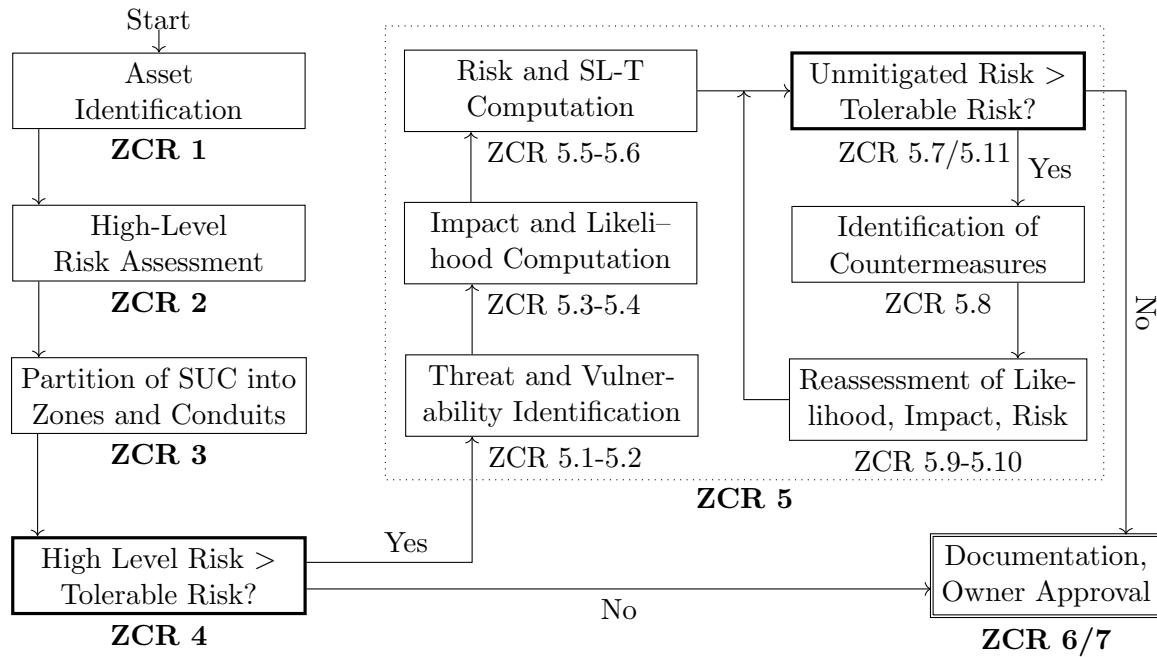 Start
Asset
Identification
ZCR 1
High-Level
Risk Assessment
ZCR 2
Partition of SUC into
Zones and Conduits
ZCR 3
High Level Risk >
Tolerable Risk?
ZCR 4
Yes
No
Threat and Vulner-
ability Identification
ZCR 5.1-5.2
Impact and Likeli–
hood Computation
ZCR 5.3-5.4
Risk and SL-T
Computation
ZCR 5.5-5.6
Unmitigated Risk >
Tolerable Risk?
ZCR 5.7/5.11
Yes
Identification of
Countermeasures
ZCR 5.8
Reassessment of Like-
lihood, Impact, Risk
ZCR 5.9-5.10
ZCR 5
No
Documentation,
Owner Approval
ZCR 6/7